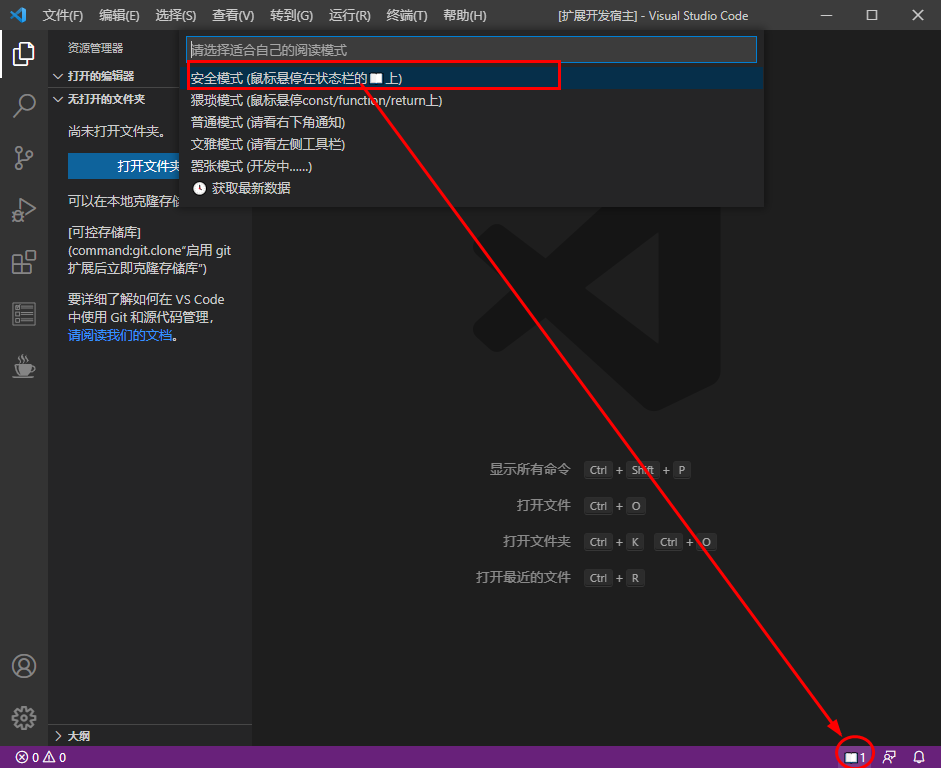 文件(F) 编辑(E) 选择(S) 查看(V) 转到(G) 运行(R) 终端(T) 帮助(H) [扩展开发宿主] - Visual Studio Code
资源管理器
打开的编辑器
无打开的文件夹
尚未打开文件夹。
打开文件夹
可以在本地克隆存储
[可控存储库]
(command:git.clone"启用 git
扩展后立即克隆存储库")
要详细了解如何在 VS Code
中使用 Git 和源代码管理，
请阅读我们的文档。
大纲
请选择适合自己的阅读模式
安全模式 (鼠标悬停在状态栏的📖上)
猥琐模式 (鼠标悬停const/function/return上)
普通模式 (请看右下角通知)
文雅模式 (请看左侧工具栏)
嚣张模式 (开发中......)
获取最新数据
显示所有命令 Ctrl + Shift + P
打开文件 Ctrl + O
打开文件夹 Ctrl + K Ctrl + O
打开最近的文件 Ctrl + R
0 0 1